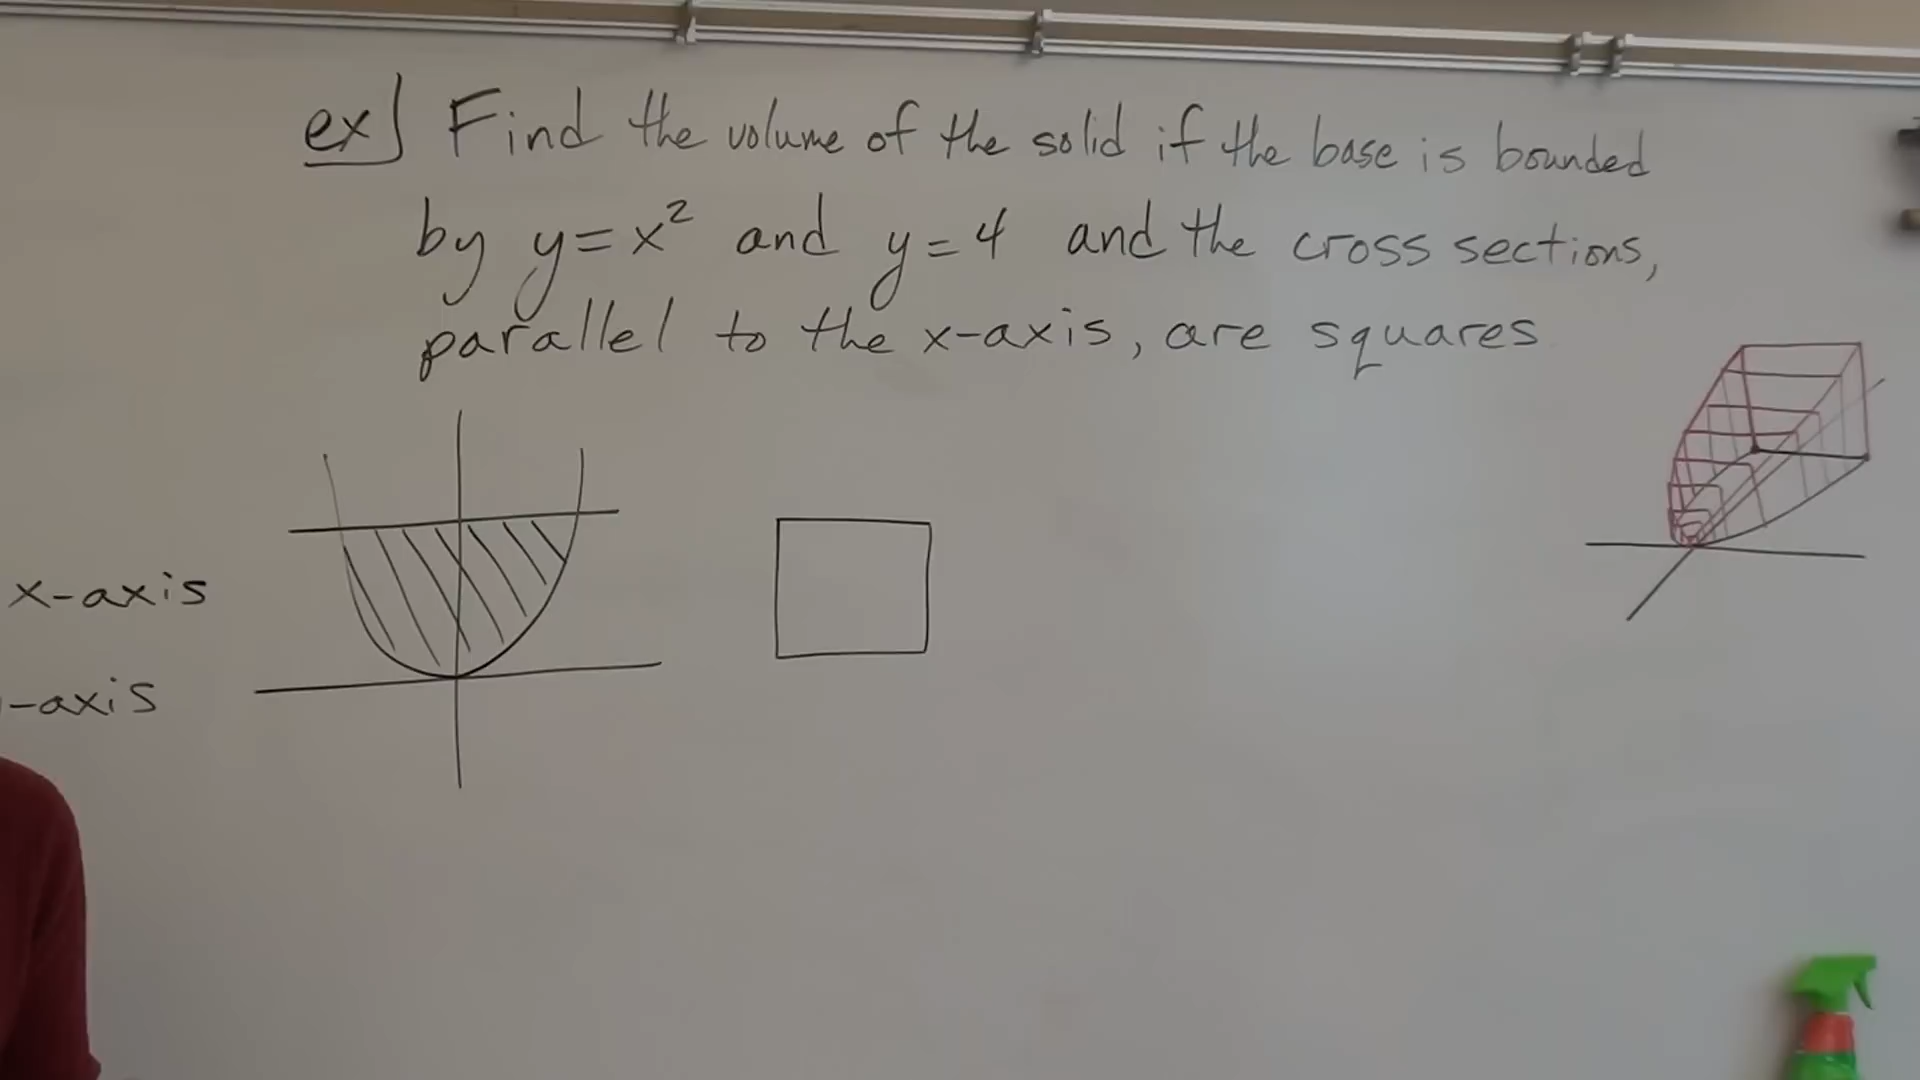 ex) Find the volume of the solid if the base is bounded
by y=x² and y=4 and the cross sections,
parallel to the x-axis, are squares
x-axis
-axis